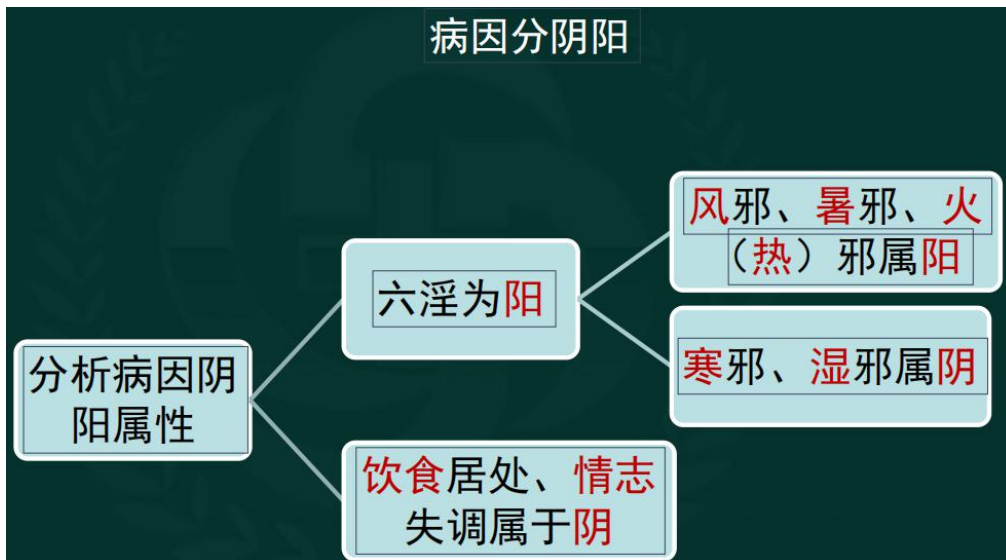 病因分阴阳
风邪、暑邪、火
（热）邪属阳
六淫为阳
寒邪、湿邪属阴
分析病因阴
阳属性
饮食居处、情志
失调属于阴